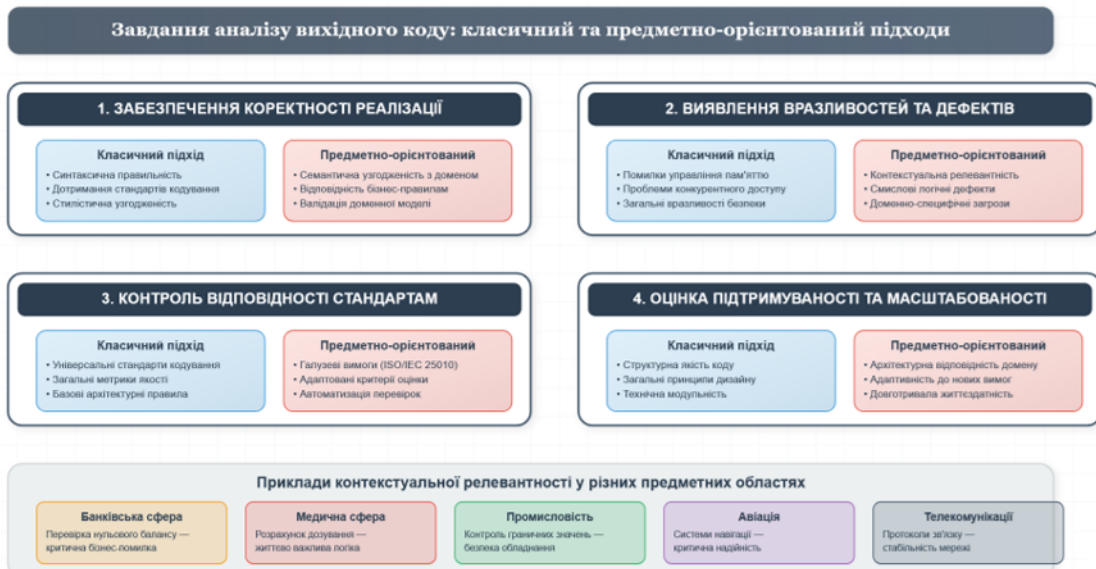 Завдання аналізу вихідного коду: класичний та предметно-орієнтований підходи
1. ЗАБЕЗПЕЧЕННЯ КОРЕКТНОСТІ РЕАЛІЗАЦІЇ
Класичний підхід
• Синтаксична правильність
• Дотримання стандартів кодування
• Стилістична узгодженість
Предметно-орієнтований
• Семантична узгодженість з доменом
• Відповідність бізнес-правилам
• Валідація доменної моделі
2. ВИЯВЛЕННЯ ВРАЗЛИВОСТЕЙ ТА ДЕФЕКТІВ
Класичний підхід
• Помилки управління пам'яттю
• Проблеми конкурентного доступу
• Загальні вразливості безпеки
Предметно-орієнтований
• Контекстуальна релевантність
• Смислові логічні дефекти
• Доменно-специфічні загрози
3. КОНТРОЛЬ ВІДПОВІДНОСТІ СТАНДАРТАМ
Класичний підхід
• Універсальні стандарти кодування
• Загальні метрики якості
• Базові архітектурні правила
Предметно-орієнтований
• Галузеві вимоги (ISO/IEC 25010)
• Адаптовані критерії оцінки
• Автоматизація перевірок
4. ОЦІНКА ПІДТРИМУВАНОСТІ ТА МАСШТАБОВАНОСТІ
Класичний підхід
• Структурна якість коду
• Загальні принципи дизайну
• Технічна модульність
Предметно-орієнтований
• Архітектурна відповідність домену
• Адаптивність до нових вимог
• Довготривала життєздатність
Приклади контекстуальної релевантності у різних предметних областях
Банківська сфера
Перевірка нульового балансу —
критична бізнес-помилка
Медична сфера
Розрахунок дозування —
життєво важлива логіка
Промисловість
Контроль граничних значень —
безпека обладнання
Авіація
Системи навігації —
критична надійність
Телекомунікації
Протоколи зв'язку —
стабільність мережі